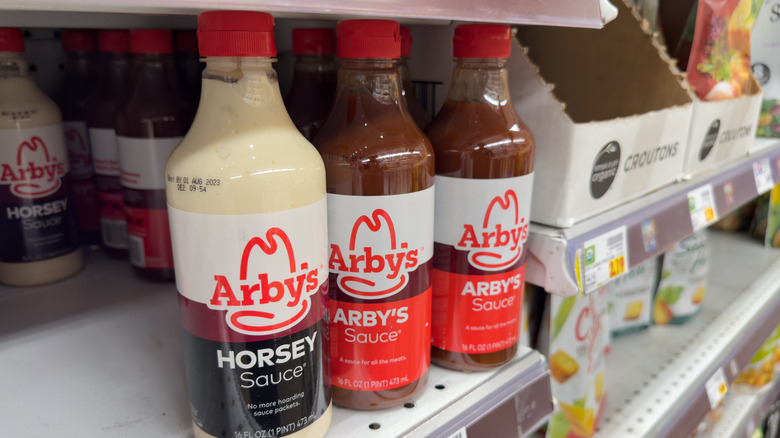 BY 01 AUG 2023
DE2 09:54
Arby's
HORSEY
Sauce®
No more hoarding
sauce packets.
16 FL OZ (1 PINT) 473 mL
Arby's
ARBY'S
Sauce®
A sauce for all the meats.
16 FL OZ (1 PINT) 473 mL
Arby's
ARBY'S
Sauce®
A sauce for all the meats.
16 FL OZ (1 PINT) 473 mL
Arby's
HORSEY
Sauce
organic
CROUTONS
CROUTONS